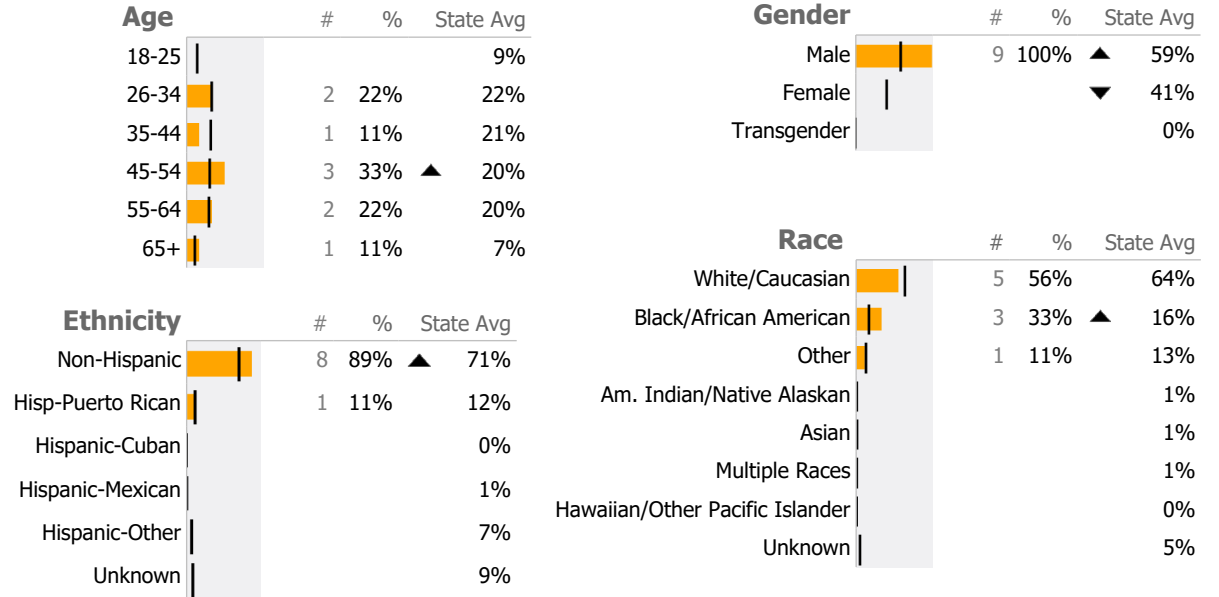 Age # % State Avg
18-25 9%
26-34 2 22% 22%
35-44 1 11% 21%
45-54 3 33% ▲ 20%
55-64 2 22% 20%
65+ 1 11% 7%
Ethnicity # % State Avg
Non-Hispanic 8 89% ▲ 71%
Hisp-Puerto Rican 1 11% 12%
Hispanic-Cuban 0%
Hispanic-Mexican 1%
Hispanic-Other 7%
Unknown 9%
Gender # % State Avg
Male 9 100% ▲ 59%
Female ▼ 41%
Transgender 0%
Race # % State Avg
White/Caucasian 5 56% 64%
Black/African American 3 33% ▲ 16%
Other 1 11% 13%
Am. Indian/Native Alaskan 1%
Asian 1%
Multiple Races 1%
Hawaiian/Other Pacific Islander 0%
Unknown 5%